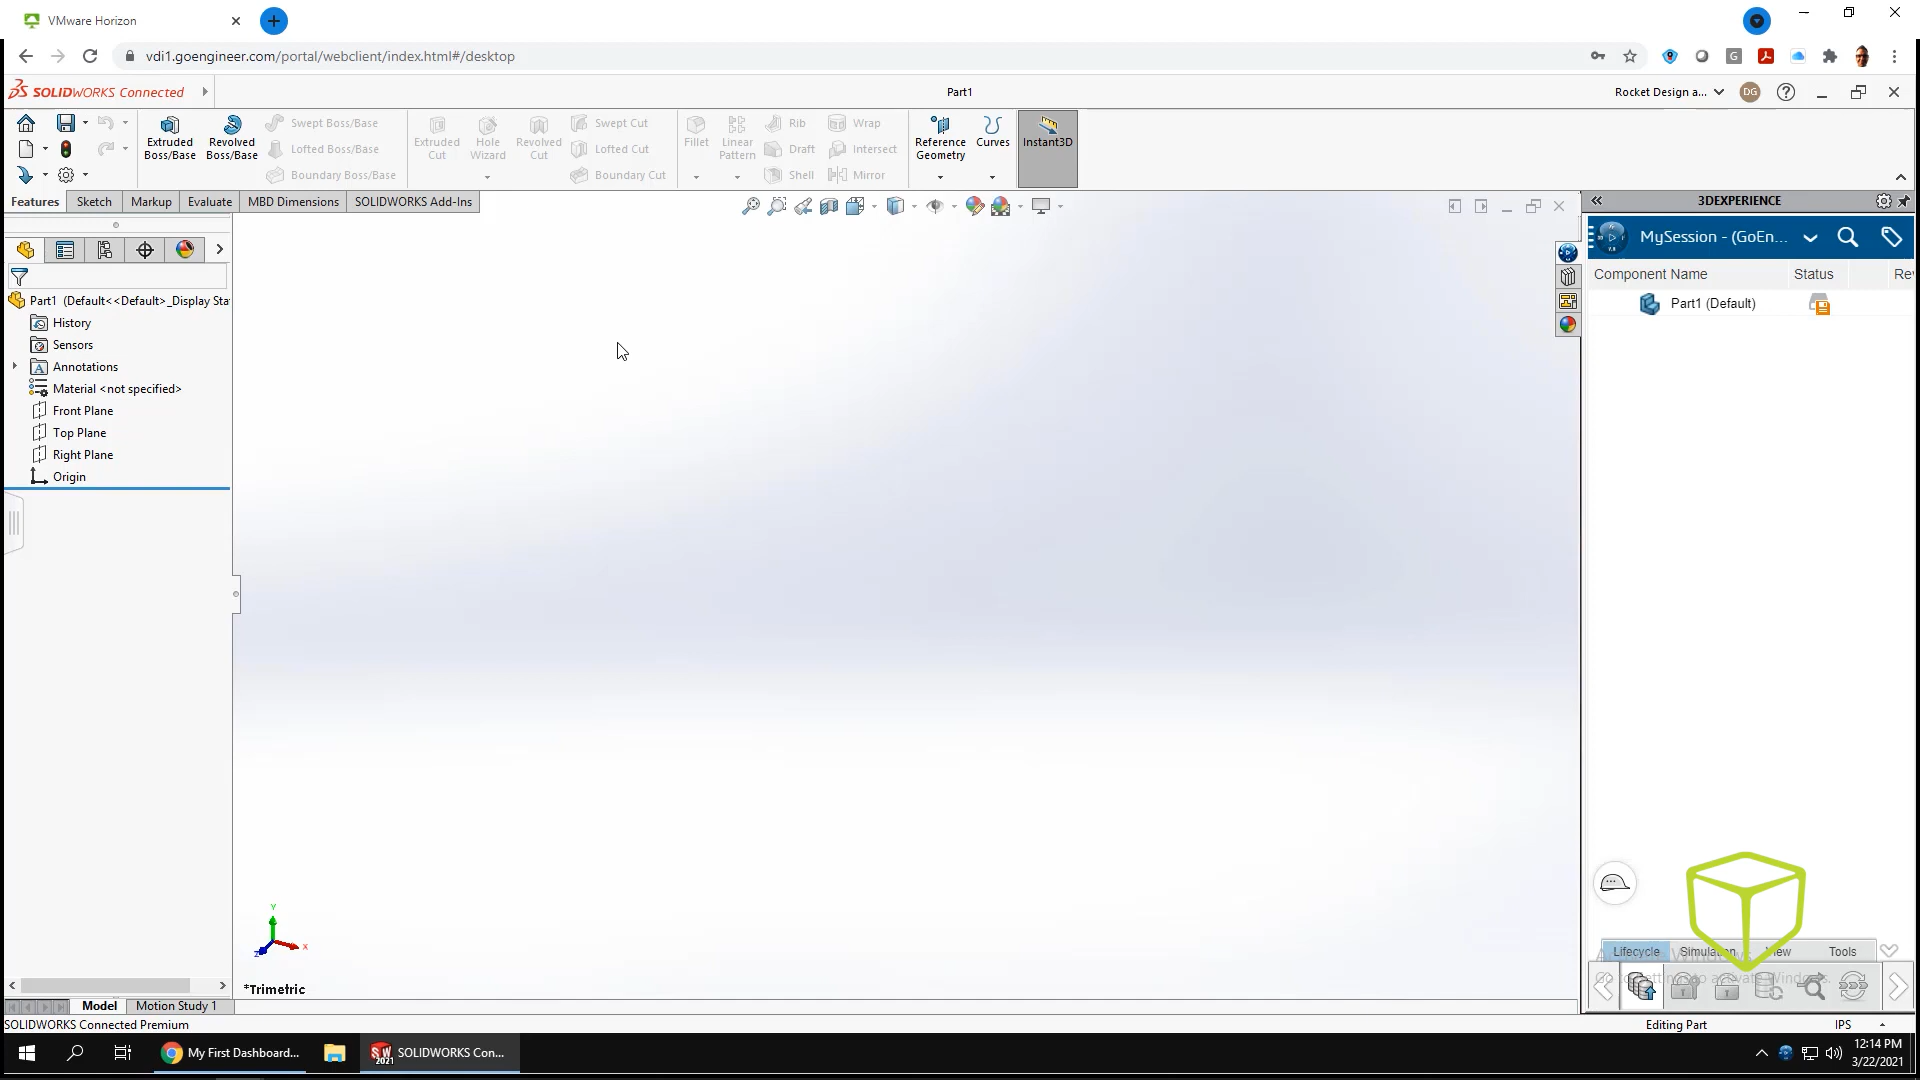 VMware Horizon
vdi1.goengineer.com/portal/webclient/index.html#/desktop
SOLIDWORKS Connected
Part1
Rocket Design a...
DG
Extruded Boss/Base
Revolved Boss/Base
Swept Boss/Base
Lofted Boss/Base
Boundary Boss/Base
Extruded Cut
Hole Wizard
Revolved Cut
Swept Cut
Lofted Cut
Boundary Cut
Fillet
Linear Pattern
Rib
Draft
Shell
Wrap
Intersect
Mirror
Reference Geometry
Curves
Instant3D
Features
Sketch
Markup
Evaluate
MBD Dimensions
SOLIDWORKS Add-Ins
3DEXPERIENCE
MySession - (GoEn...
Component Name
Status
Re
Part1 (Default)
Part1 (Default<<Default>_Display Sta
History
Sensors
Annotations
Material <not specified>
Front Plane
Top Plane
Right Plane
Origin
Y
X
Z
*Trimetric
Lifecycle
Tools
Model
Motion Study 1
SOLIDWORKS Connected Premium
Editing Part
IPS
My First Dashboard...
SOLIDWORKS Con...
12:14 PM
3/22/2021